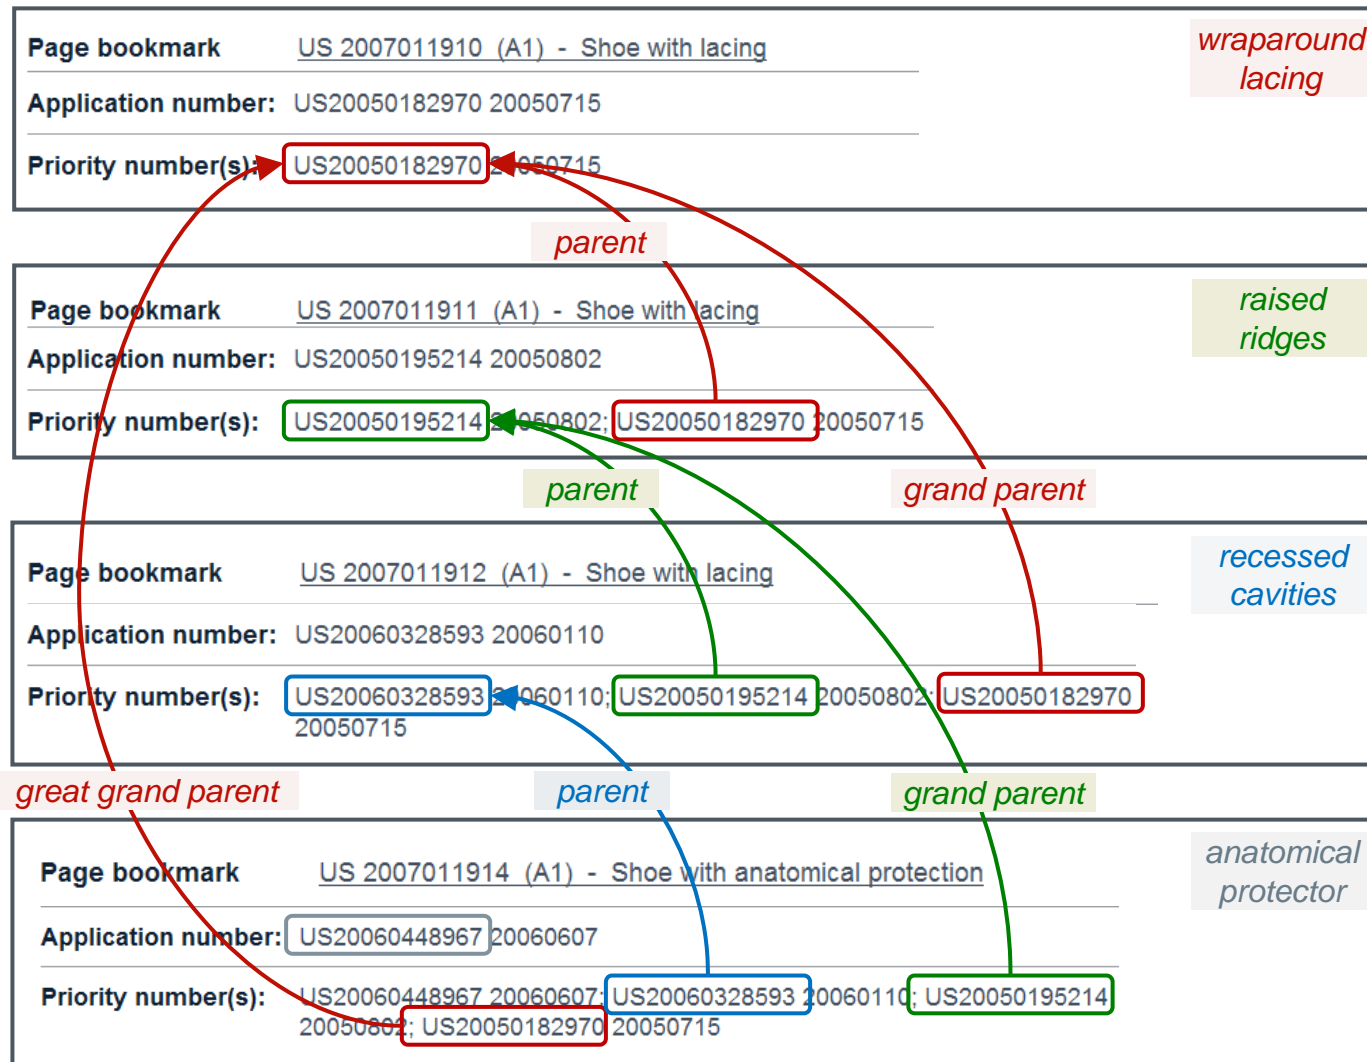 Page bookmark US 2007011910 (A1) - Shoe with lacing
wraparound
lacing
Application number: US20050182970 20050715
Priority number(s): US20050182970 20050715
parent
Page bookmark US 2007011911 (A1) - Shoe with lacing
raised
ridges
Application number: US20050195214 20050802
Priority number(s): US20050195214 20050802; US20050182970 20050715
parent
grand parent
Page bookmark US 2007011912 (A1) - Shoe with lacing
recessed
cavities
Application number: US20060328593 20060110
Priority number(s): US20060328593 20060110; US20050195214 20050802; US20050182970
20050715
great grand parent
parent
grand parent
Page bookmark US 2007011914 (A1) - Shoe with anatomical protection
anatomical
protector
Application number: US20060448967 20060607
Priority number(s): US20060448967 20060607; US20060328593 20060110; US20050195214
20050802; US20050182970 20050715